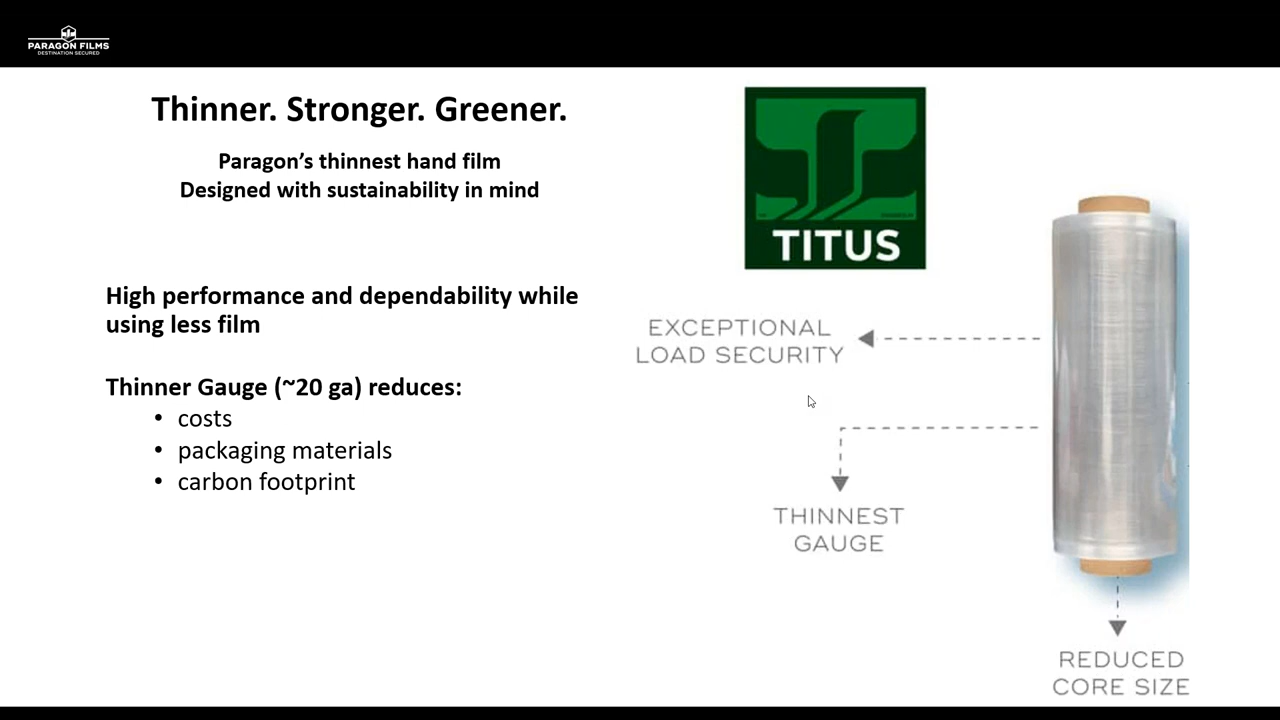 PARAGON FILMS
DESTINATION SECURED
Thinner. Stronger. Greener.
Paragon’s thinnest hand film
Designed with sustainability in mind
High performance and dependability while
using less film
Thinner Gauge (~20 ga) reduces:
• costs
• packaging materials
• carbon footprint
TITUS
EXCEPTIONAL
LOAD SECURITY
THINNEST
GAUGE
REDUCED
CORE SIZE